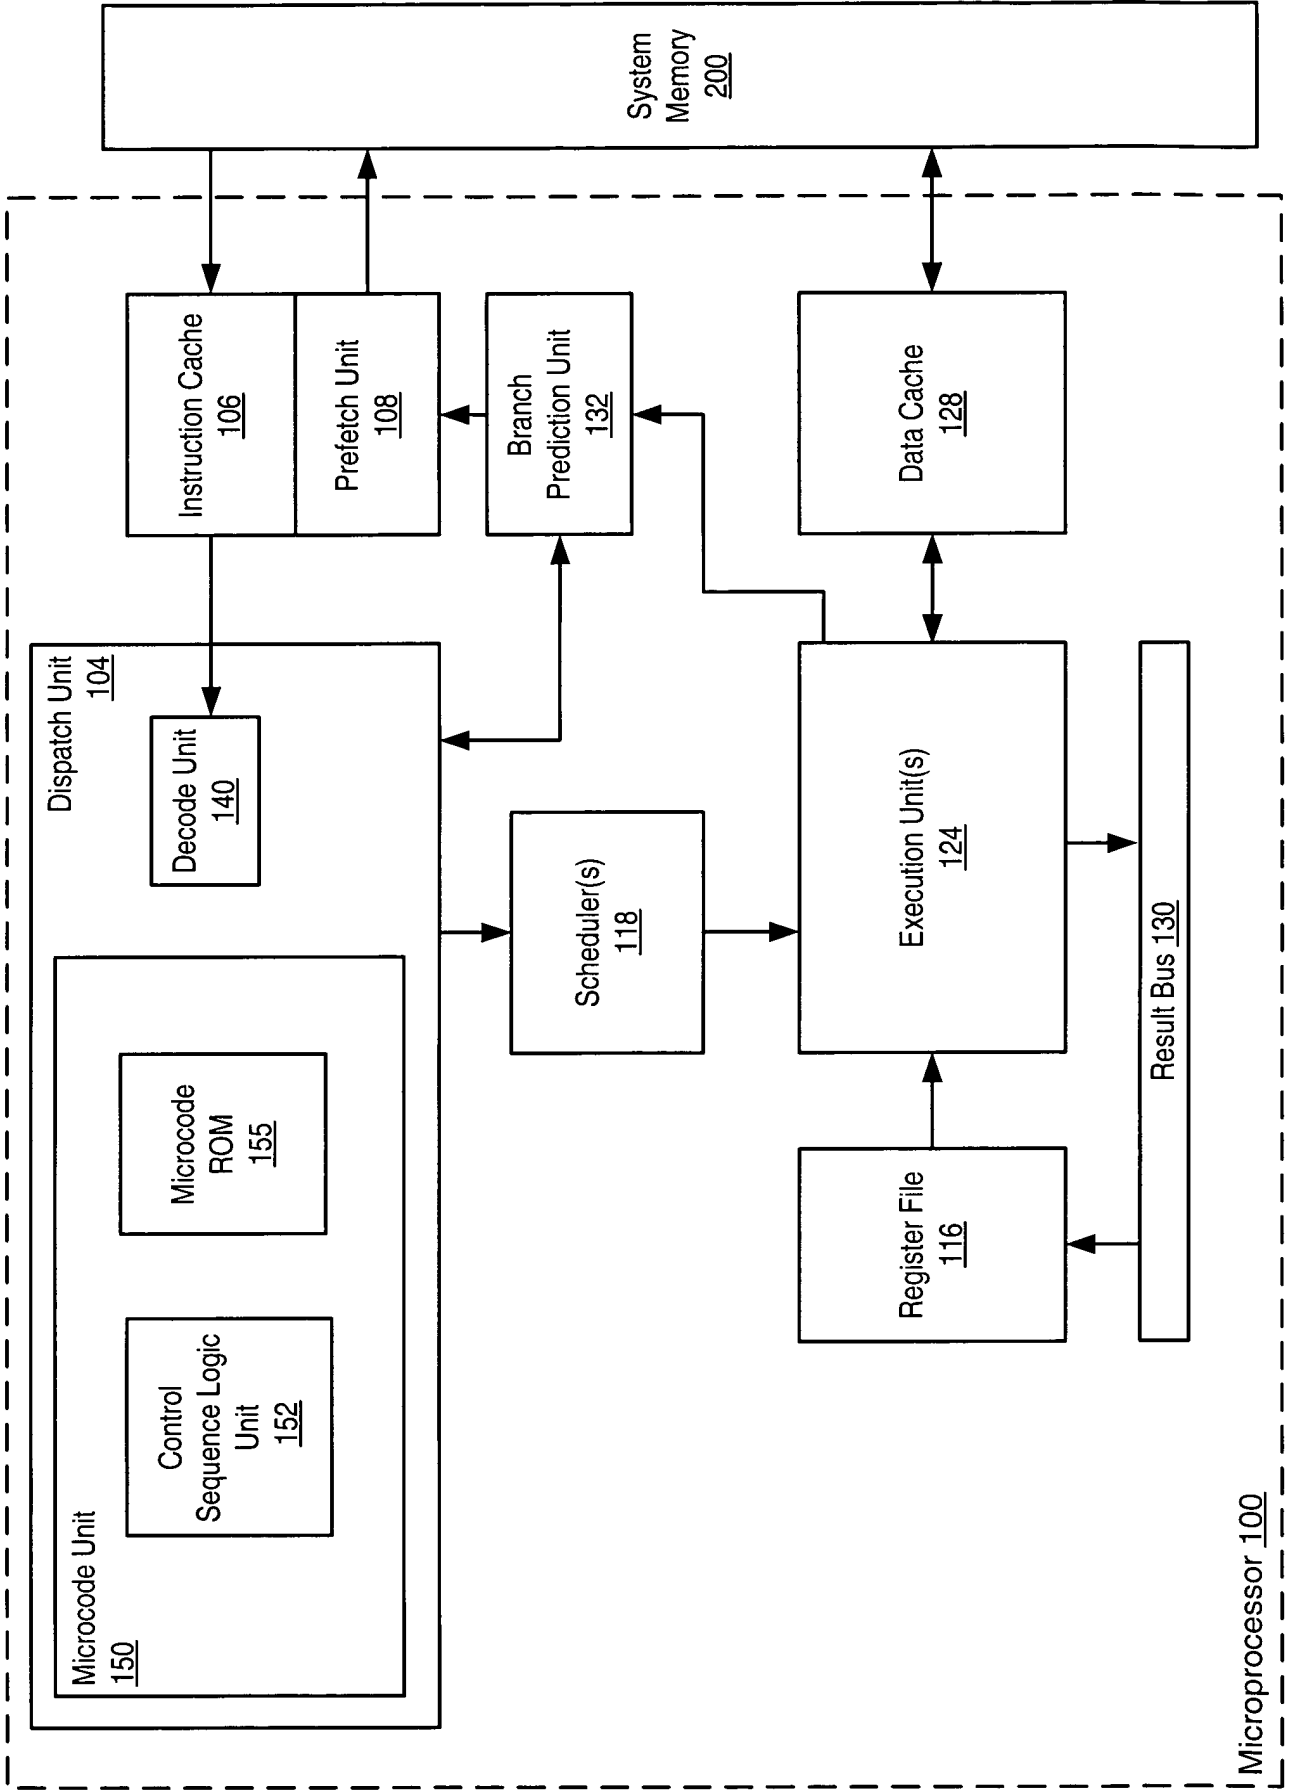 Microcode Unit
150
Control
Sequence Logic
Unit
152
Microcode
ROM
155
Dispatch Unit
104
Decode Unit
140
Instruction Cache
106
Prefetch Unit
108
Branch
Prediction Unit
132
Scheduler(s)
118
Register File
116
Execution Unit(s)
124
Data Cache
128
Result Bus 130
System
Memory
200
Microprocessor 100